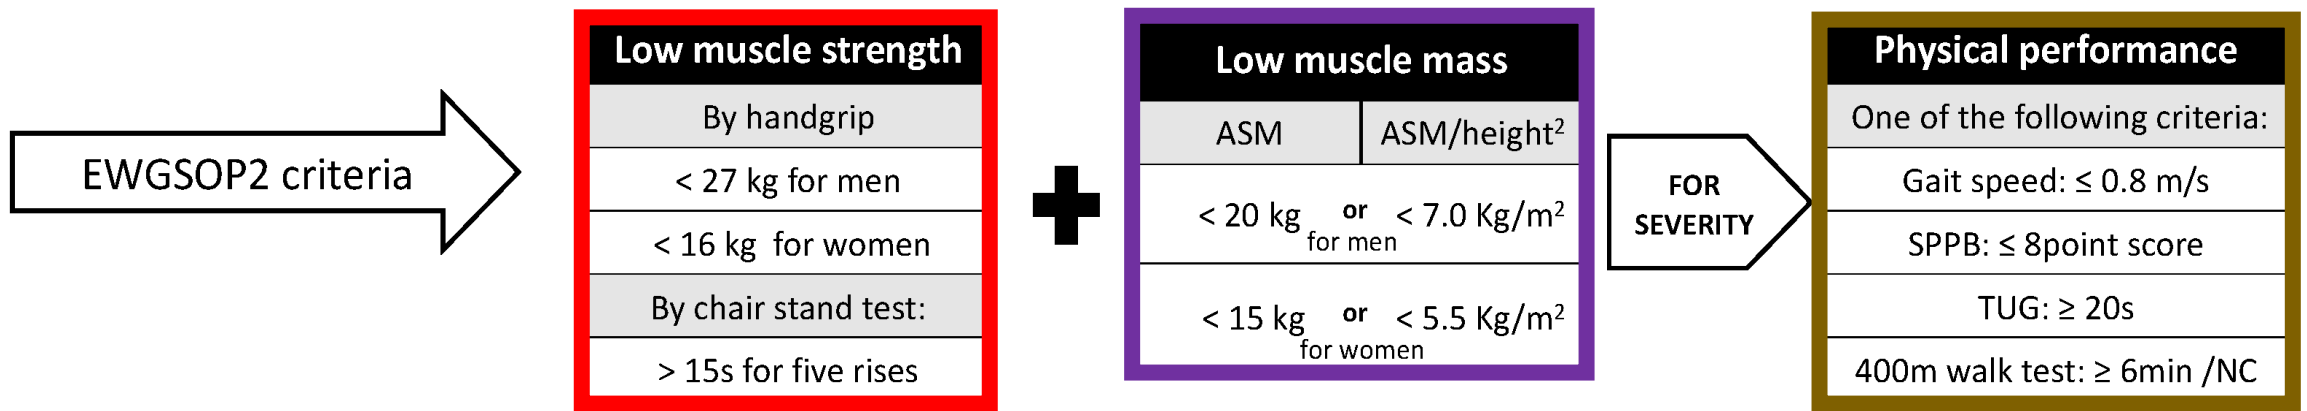 EWGSOP2 criteria
Low muscle strength
By handgrip
< 27 kg for men
< 16 kg for women
By chair stand test:
> 15s for five rises
Low muscle mass
ASM ASM/height²
< 20 kg or < 7.0 Kg/m²
for men
< 15 kg or < 5.5 Kg/m²
for women
FOR
SEVERITY
Physical performance
One of the following criteria:
Gait speed: ≤ 0.8 m/s
SPPB: ≤ 8point score
TUG: ≥ 20s
400m walk test: ≥ 6min /NC